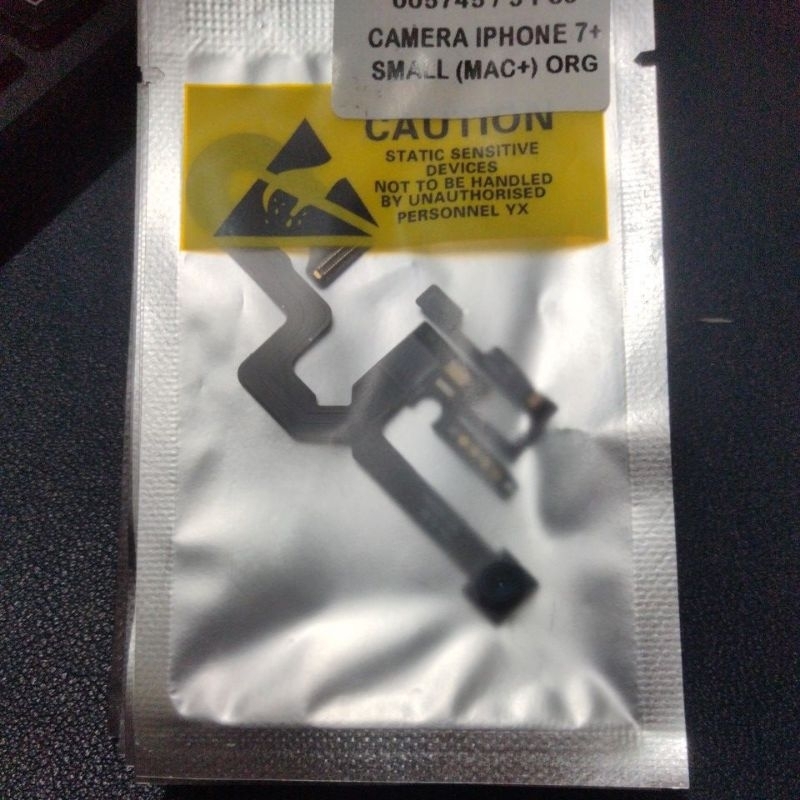 CAMERA IPHONE 7+
SMALL (MAC+) ORG
CAUTION
STATIC SENSITIVE
DEVICES
NOT TO BE HANDLED
BY UNAUTHORISED
PERSONNEL YX